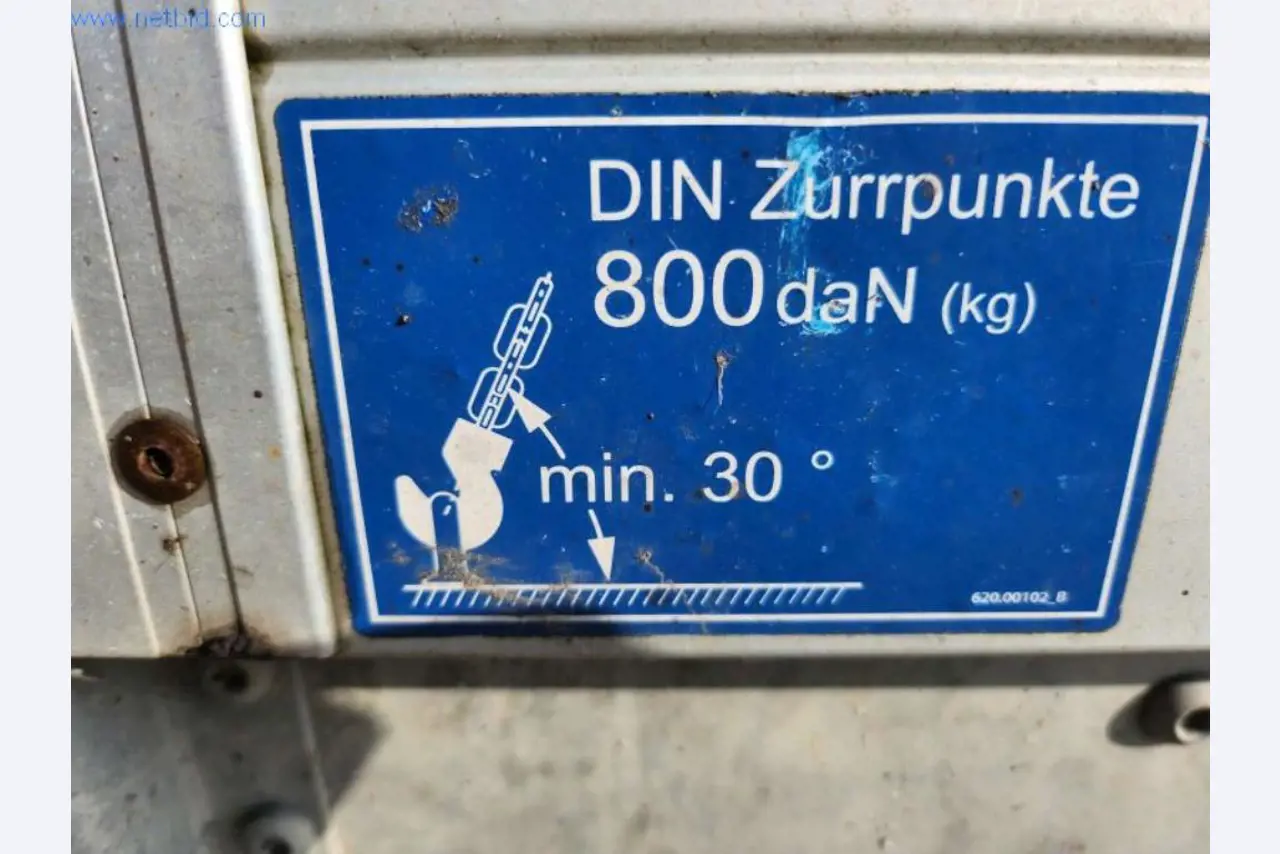 www.netbid.com
DIN Zurrpunkte
800 daN (kg)
min. 30 °
620.00102_B